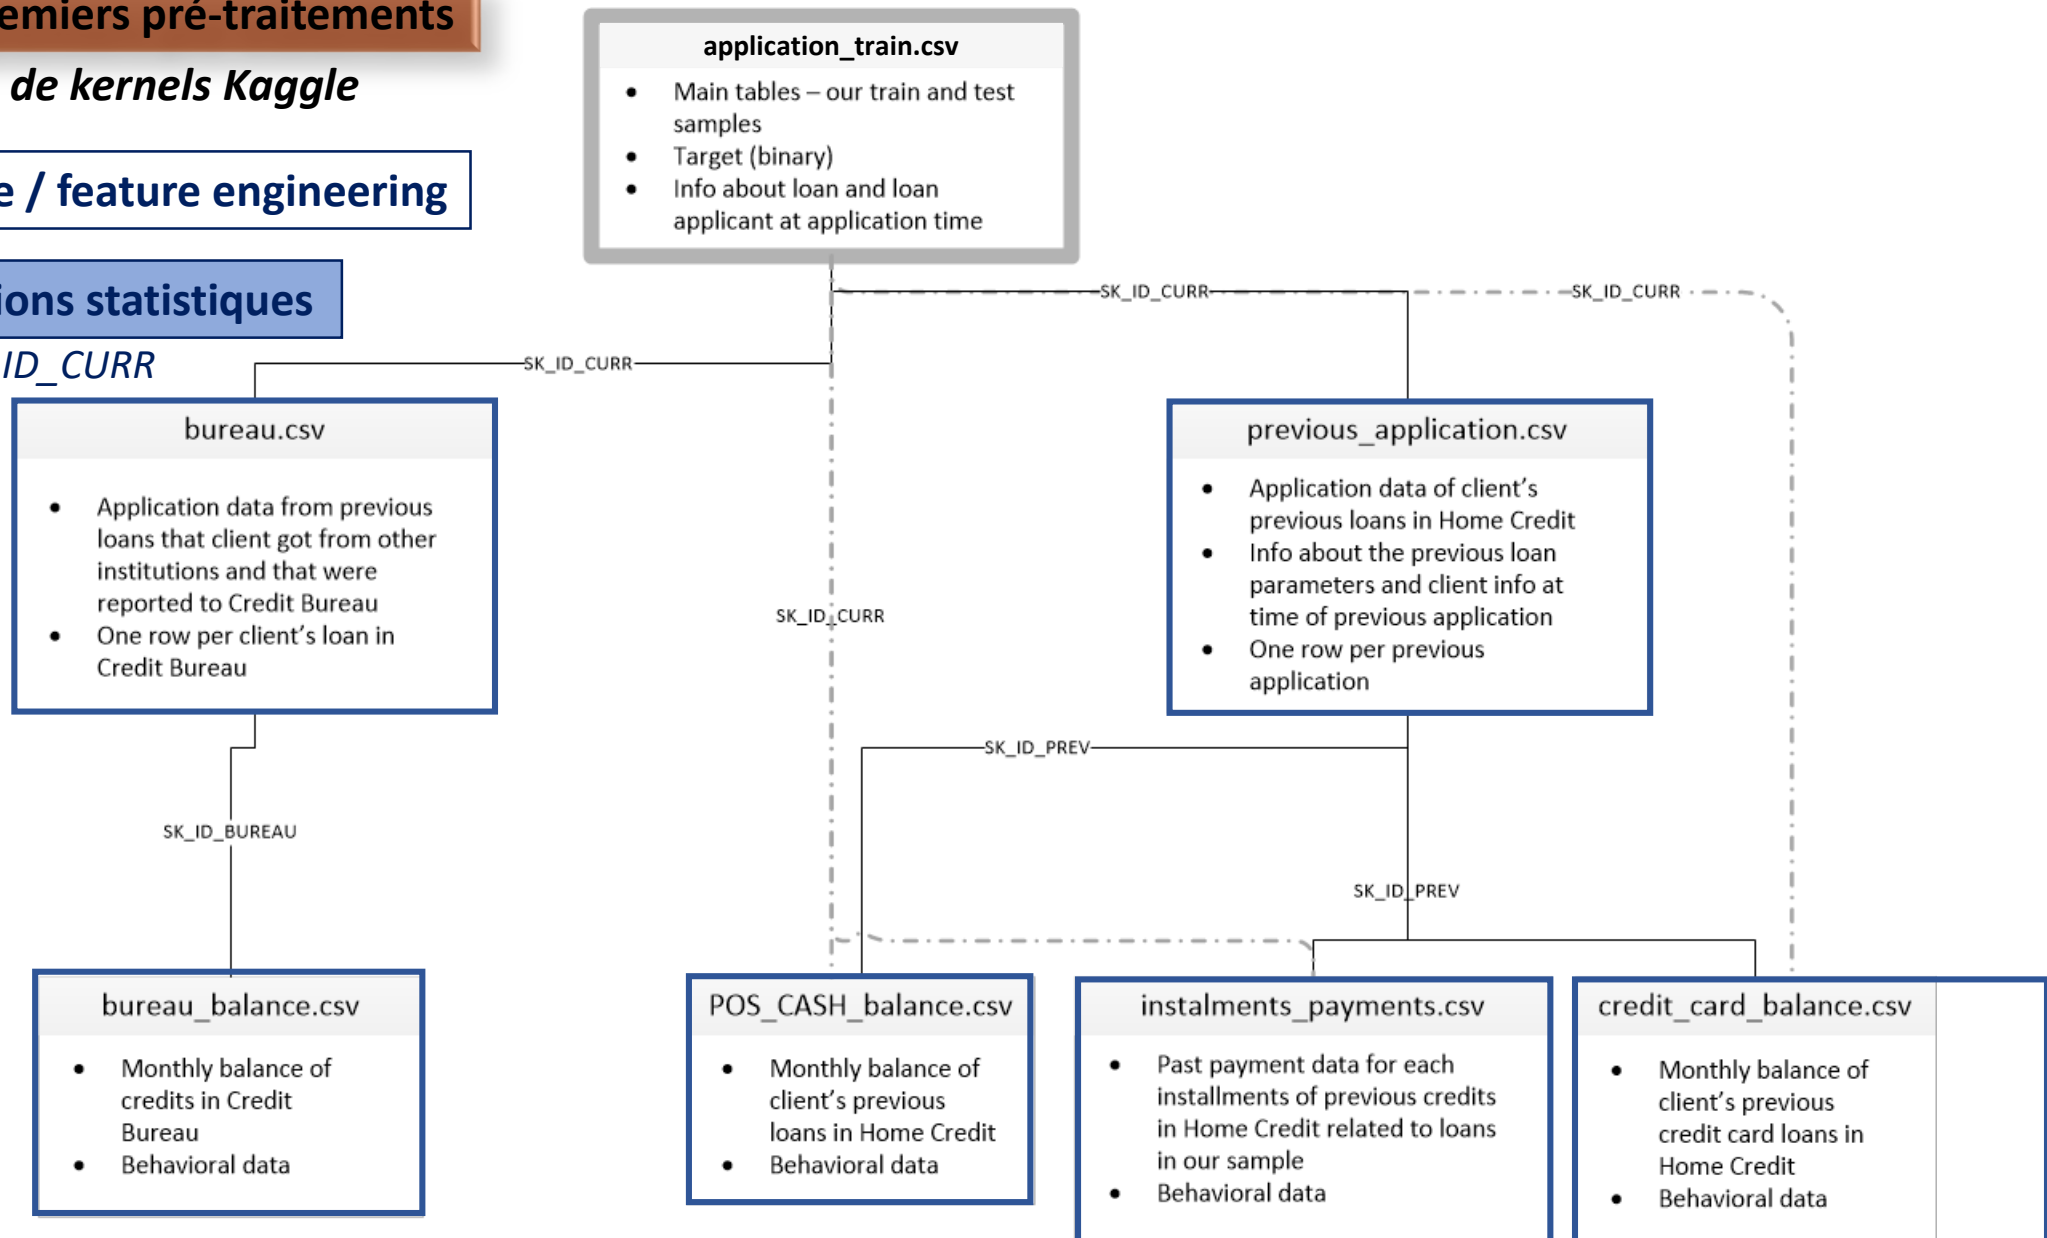 pré-traitements
de kernels Kaggle
/ feature engineering
statistiques
ID_CURR
application_train.csv
• Main tables – our train and test
samples
• Target (binary)
• Info about loan and loan
applicant at application time
SK_ID_CURR
SK_ID_CURR
SK_ID_CURR
bureau.csv
• Application data from previous
loans that client got from other
institutions and that were
reported to Credit Bureau
• One row per client's loan in
Credit Bureau
previous_application.csv
• Application data of client's
previous loans in Home Credit
• Info about the previous loan
parameters and client info at
time of previous application
• One row per previous
application
SK_ID_CURR
SK_ID_PREV
SK_ID_BUREAU
SK_ID_PREV
bureau_balance.csv
• Monthly balance of
credits in Credit
Bureau
• Behavioral data
POS_CASH_balance.csv
• Monthly balance of
client's previous
loans in Home Credit
• Behavioral data
instalments_payments.csv
• Past payment data for each
installments of previous credits
in Home Credit related to loans
in our sample
• Behavioral data
credit_card_balance.csv
• Monthly balance of
client's previous
credit card loans in
Home Credit
• Behavioral data